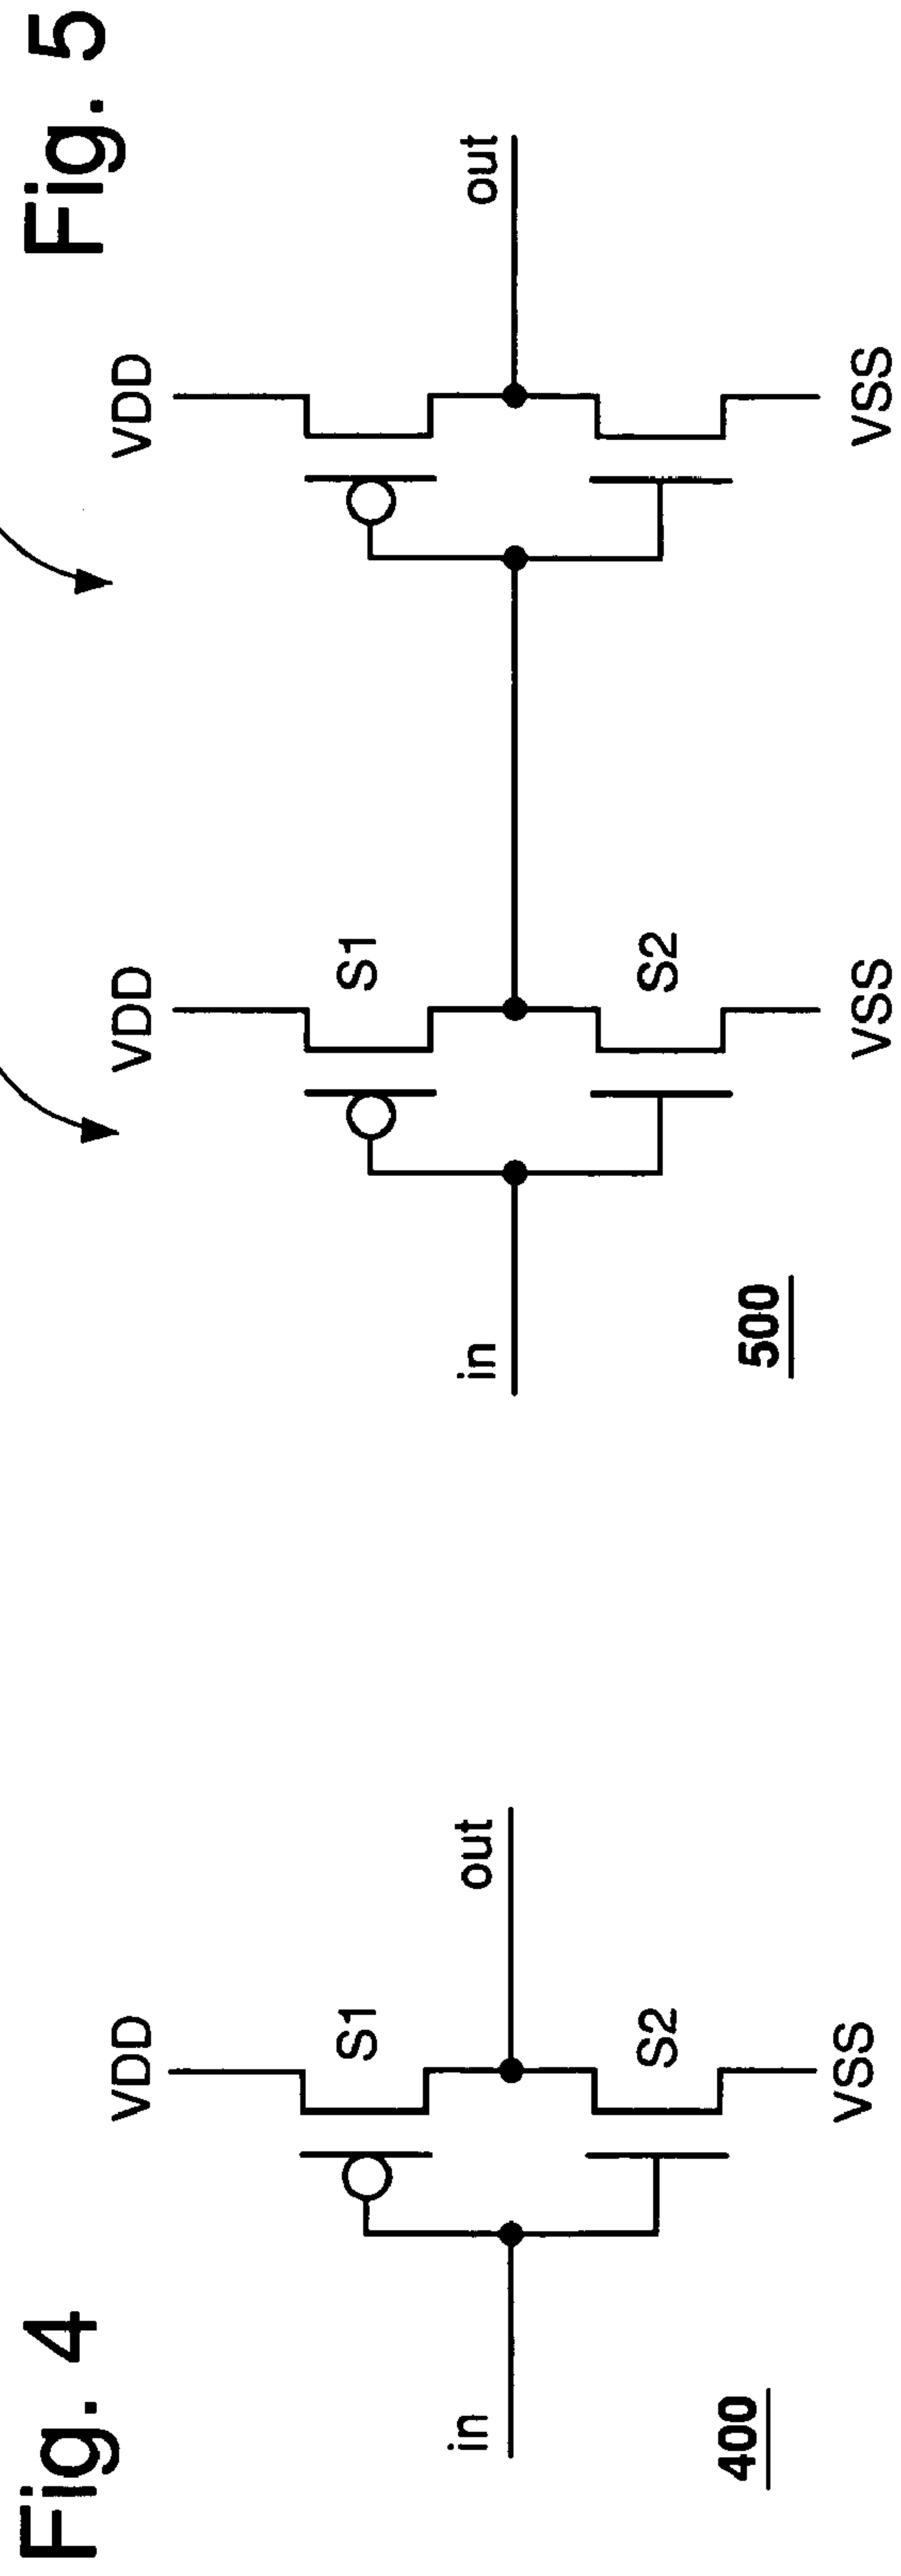 Fig. 4
VDD
S1
in
out
S2
VSS
400
Fig. 5
VDD
VDD
S1
in
out
S2
VSS
VSS
500